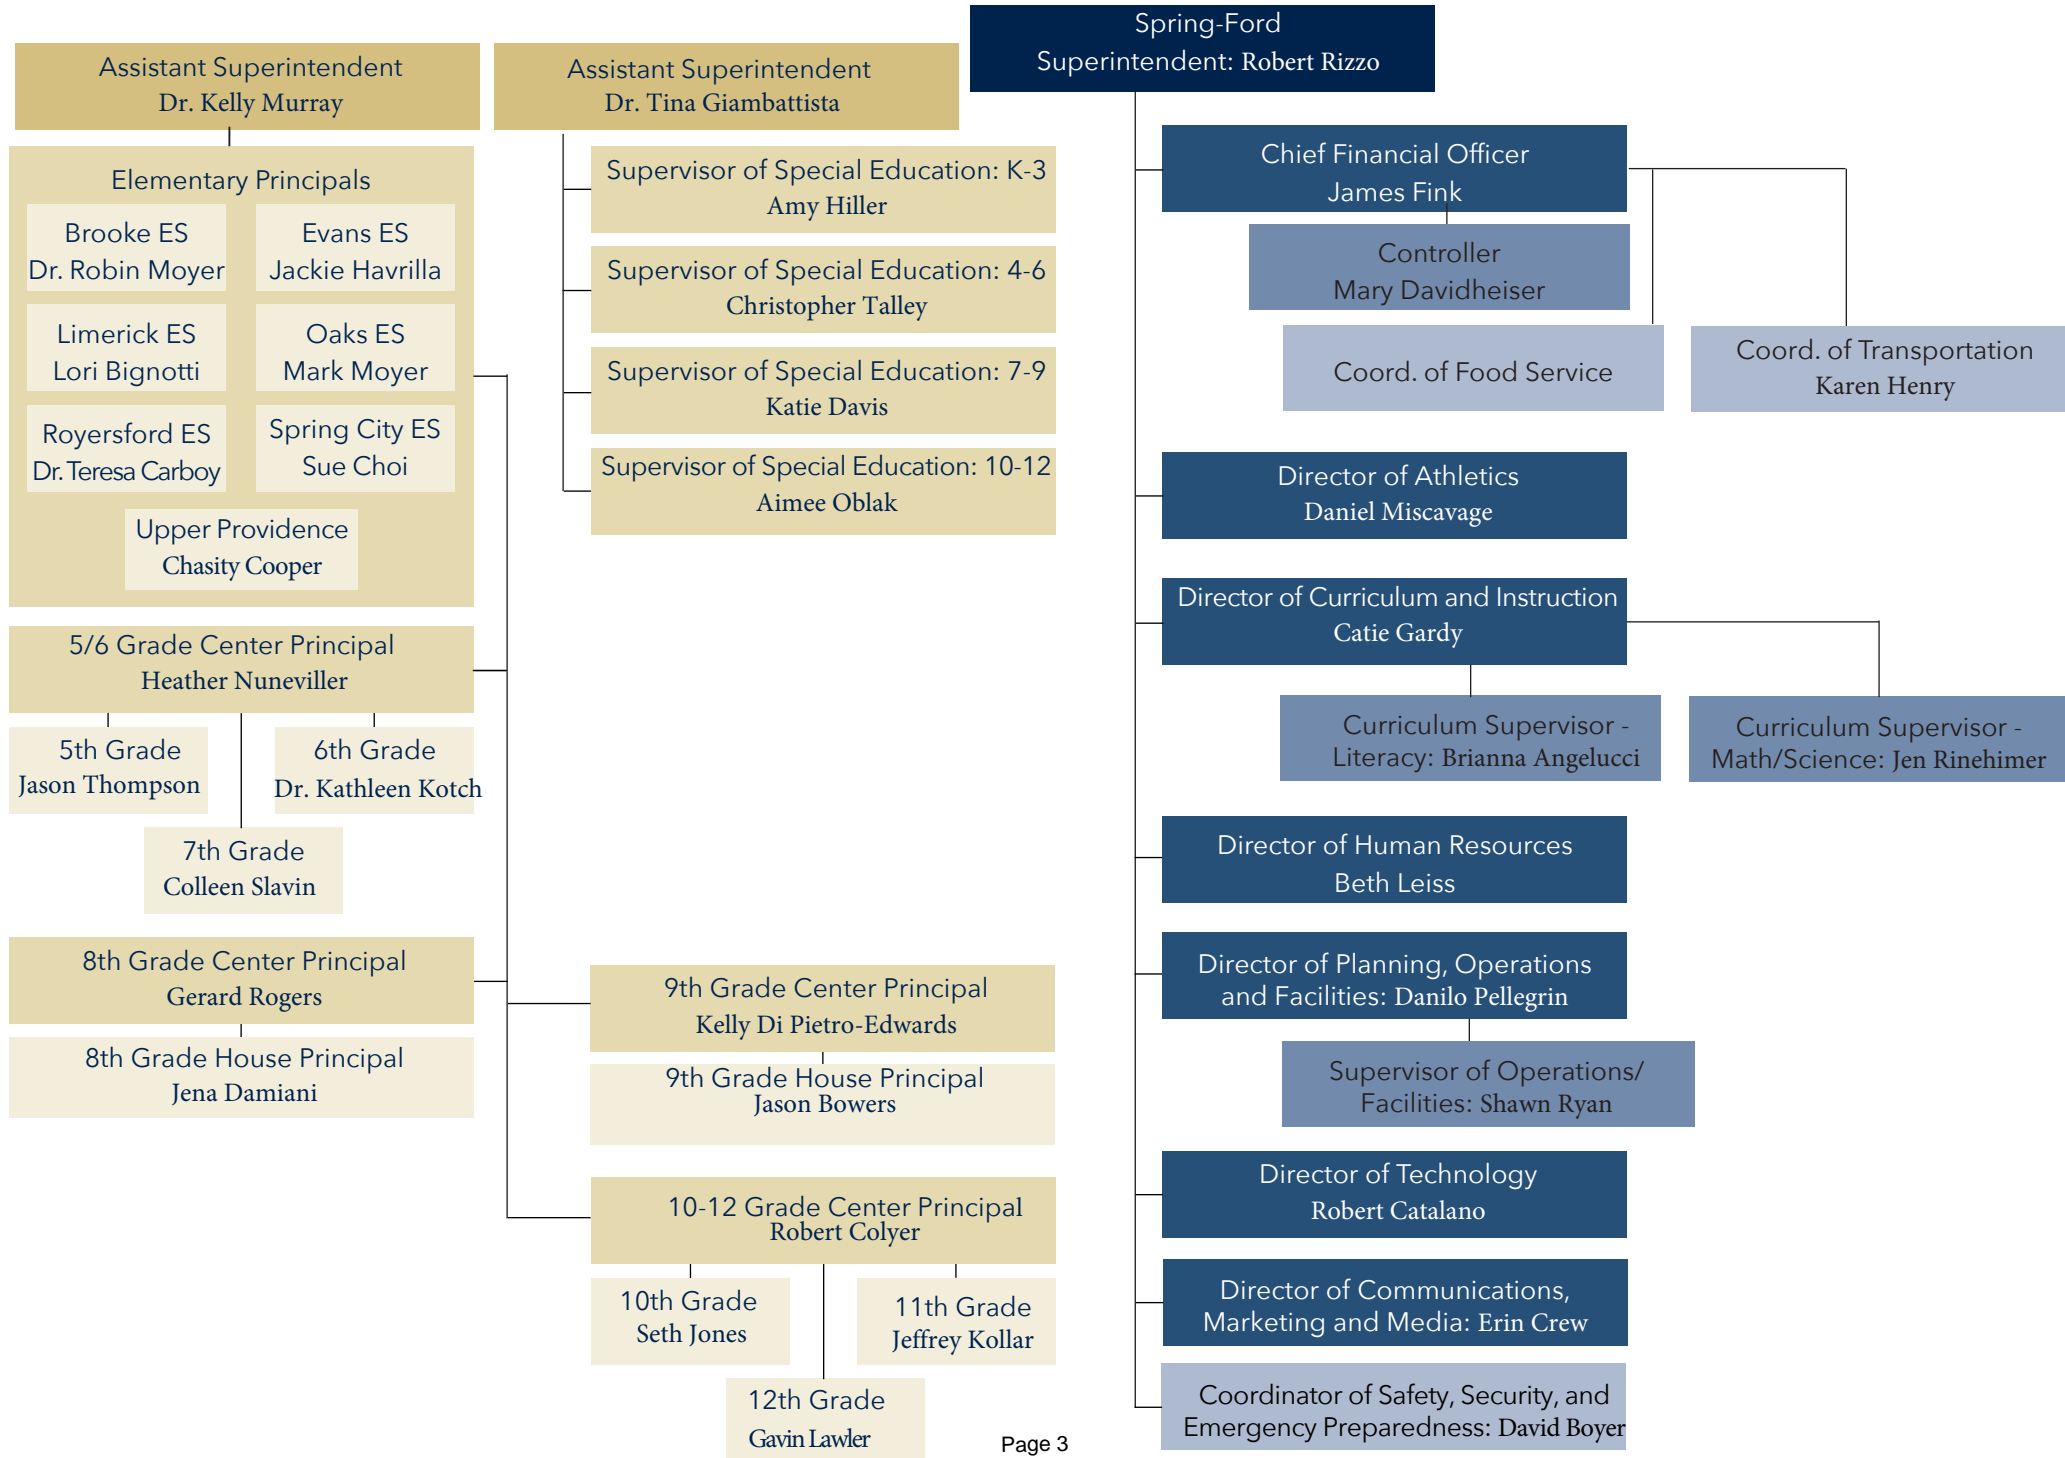 Spring-Ford
Superintendent: Robert Rizzo
Assistant Superintendent
Dr. Kelly Murray
Elementary Principals
Brooke ES
Dr. Robin Moyer
Evans ES
Jackie Havrilla
Limerick ES
Lori Bignotti
Oaks ES
Mark Moyer
Royersford ES
Dr. Teresa Carboy
Spring City ES
Sue Choi
Upper Providence
Chasity Cooper
5/6 Grade Center Principal
Heather Nuneviller
5th Grade
Jason Thompson
6th Grade
Dr. Kathleen Kotch
7th Grade
Colleen Slavin
8th Grade Center Principal
Gerard Rogers
8th Grade House Principal
Jena Damiani
Assistant Superintendent
Dr. Tina Giambattista
Supervisor of Special Education: K-3
Amy Hiller
Supervisor of Special Education: 4-6
Christopher Talley
Supervisor of Special Education: 7-9
Katie Davis
Supervisor of Special Education: 10-12
Aimee Oblak
9th Grade Center Principal
Kelly Di Pietro-Edwards
9th Grade House Principal
Jason Bowers
10-12 Grade Center Principal
Robert Colyer
10th Grade
Seth Jones
11th Grade
Jeffrey Kollar
12th Grade
Gavin Lawler
Chief Financial Officer
James Fink
Controller
Mary Davidheiser
Coord. of Food Service
Coord. of Transportation
Karen Henry
Director of Athletics
Daniel Miscavage
Director of Curriculum and Instruction
Catie Gardy
Curriculum Supervisor -
Literacy: Brianna Angelucci
Curriculum Supervisor -
Math/Science: Jen Rinehimer
Director of Human Resources
Beth Leiss
Director of Planning, Operations
and Facilities: Danilo Pellegrin
Supervisor of Operations/
Facilities: Shawn Ryan
Director of Technology
Robert Catalano
Director of Communications,
Marketing and Media: Erin Crew
Coordinator of Safety, Security, and
Emergency Preparedness: David Boyer
Page 3